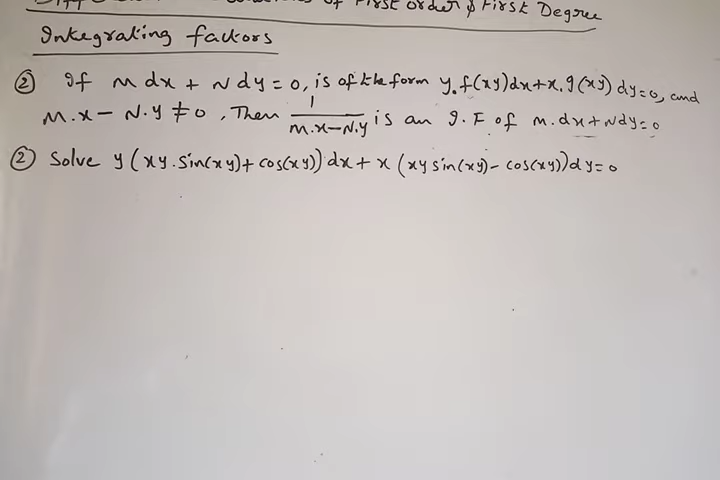 of First order & First Degree
Integrating factors
② If M dx + N dy = 0, is of the form y.f(xy)dx+x.g(xy)dy=0, and
M.x - N.y ≠ 0, Then 1/(M.x-N.y) is an I.F of M.dx+Ndy=0
② Solve y(xy.sin(xy)+cos(xy))dx + x(xy sin(xy)- cos(xy))dy=0